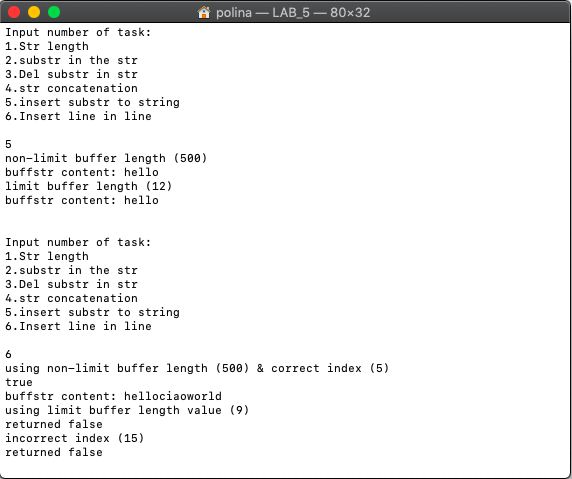 polina — LAB_5 — 80×32
Input number of task:
1.Str length
2.substr in the str
3.Del substr in str
4.str concatenation
5.insert substr to string
6.Insert line in line
5
non-limit buffer length (500)
buffstr content: hello
limit buffer length (12)
buffstr content: hello
Input number of task:
1.Str length
2.substr in the str
3.Del substr in str
4.str concatenation
5.insert substr to string
6.Insert line in line
6
using non-limit buffer length (500) & correct index (5)
true
buffstr content: hellociaoworld
using limit buffer length value (9)
returned false
incorrect index (15)
returned false